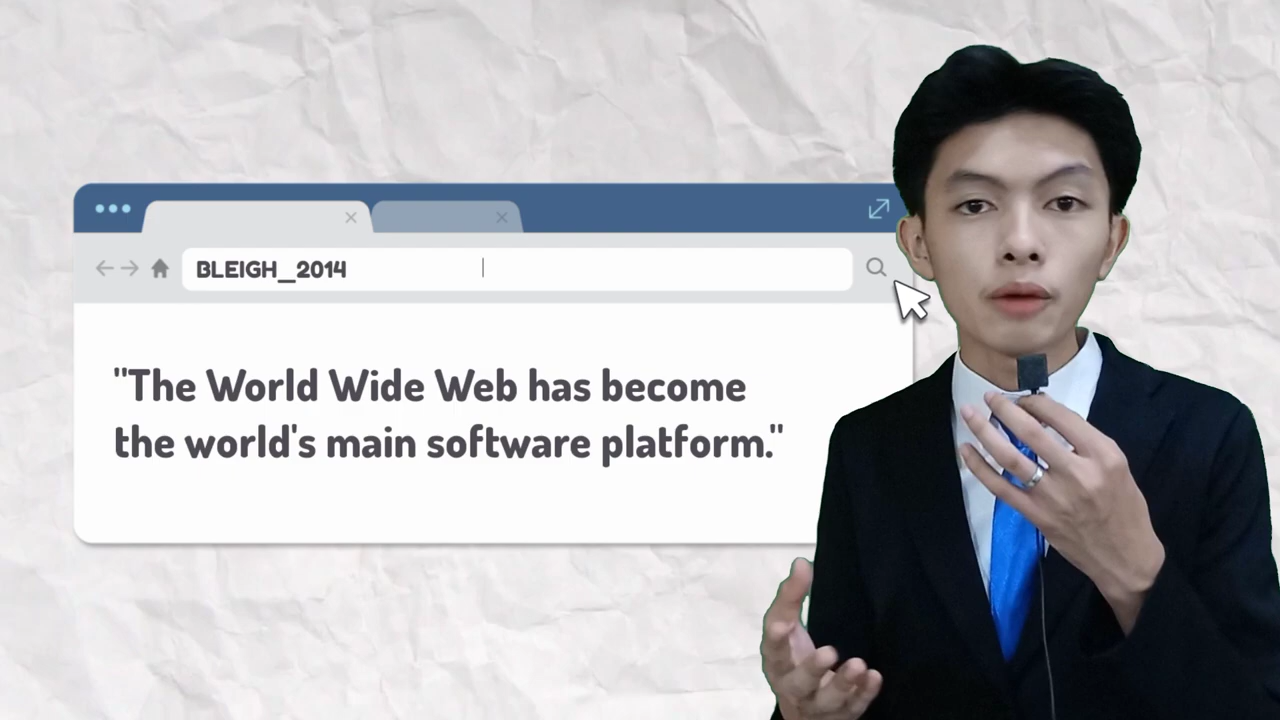 BLEIGH_2014
"The World Wide Web has become
the world's main software platform."